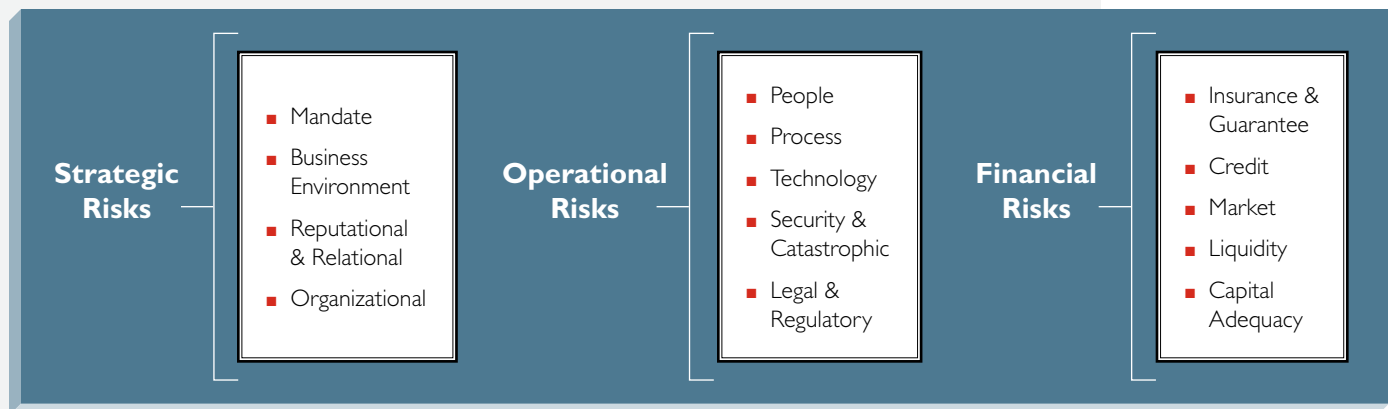 Strategic
Risks
Mandate
Business
Environment
Reputational
& Relational
Organizational
Operational
Risks
People
Process
Technology
Security &
Catastrophic
Legal &
Regulatory
Financial
Risks
Insurance &
Guarantee
Credit
Market
Liquidity
Capital
Adequacy